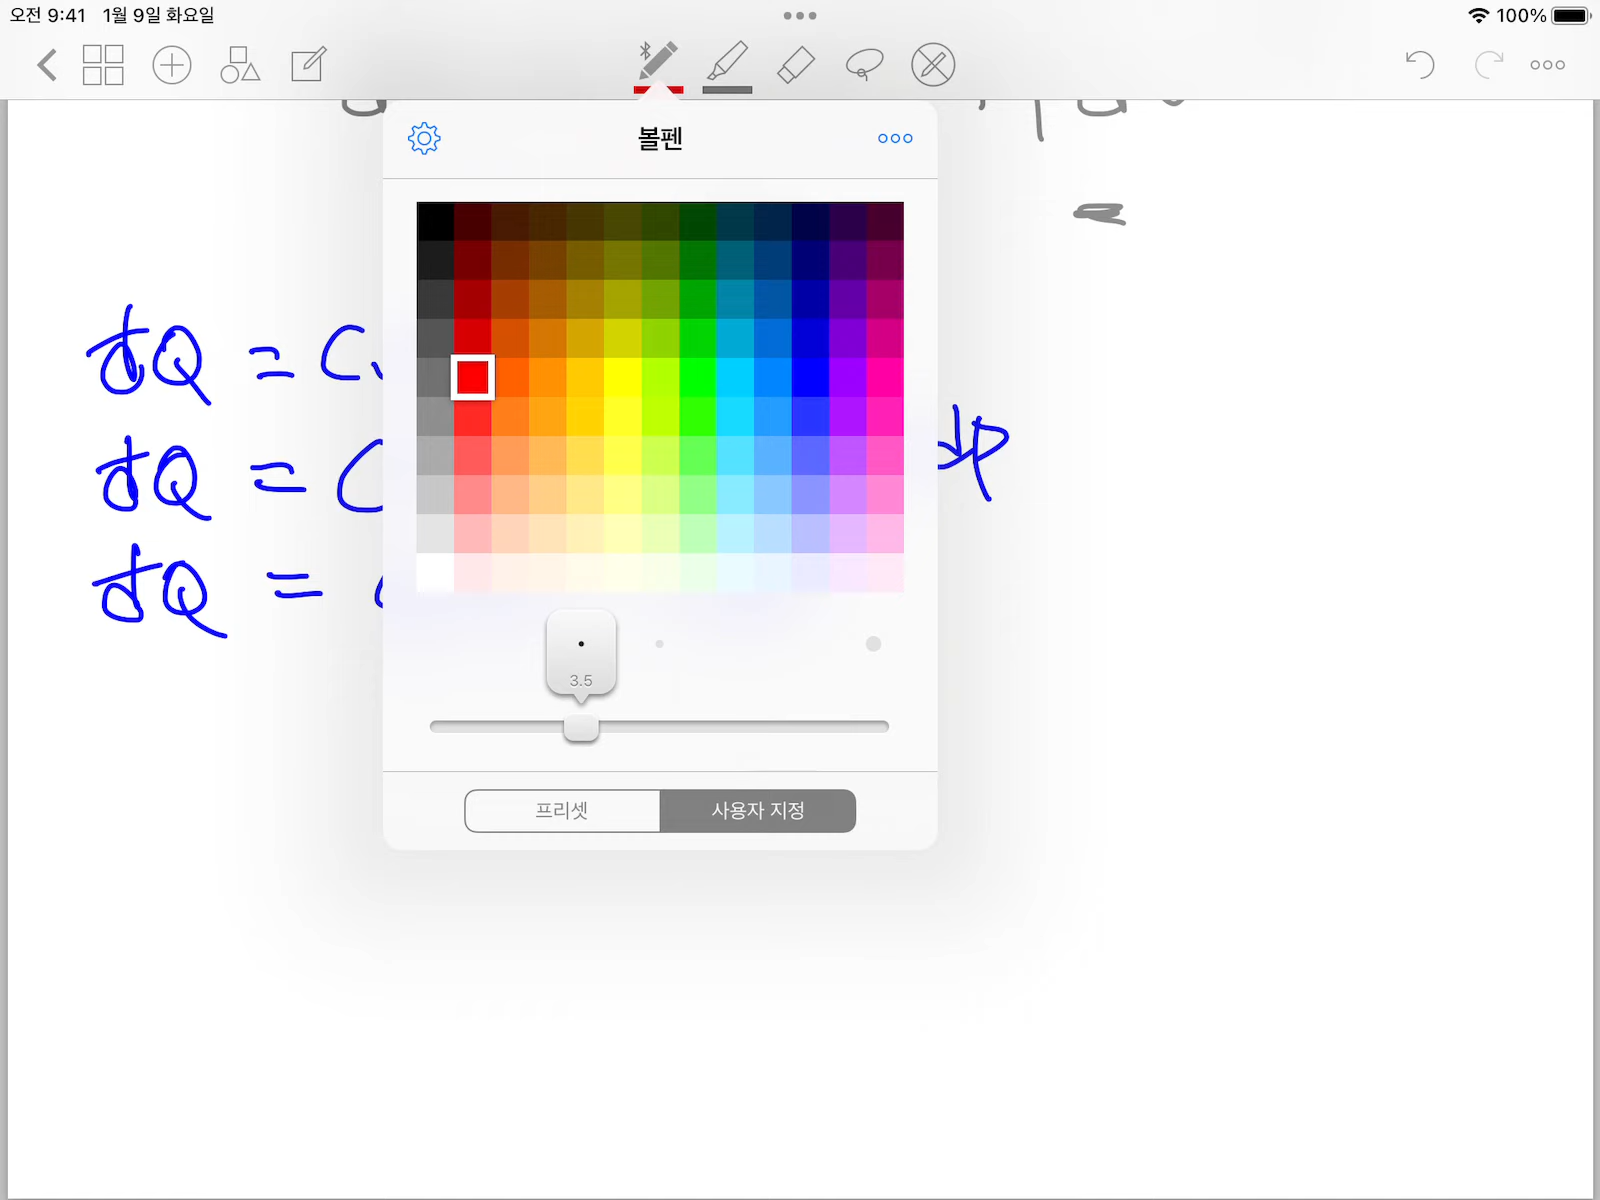 오전 9:41 1월 9일 화요일 100%
볼펜
đQ = C
đQ = C dP
đQ =
3.5
프리셋 사용자 지정